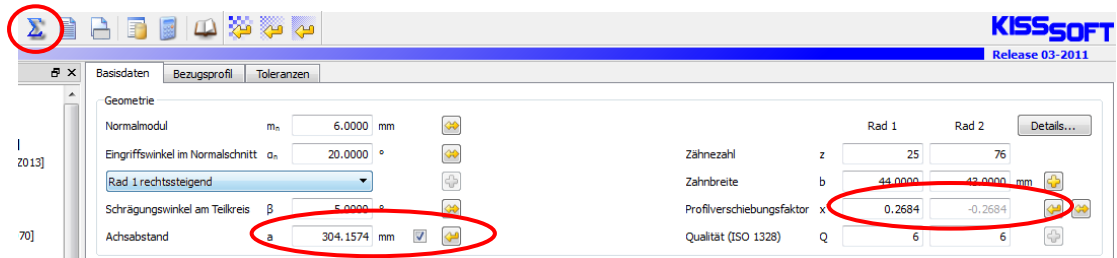 KISSSOFT
Release 03-2011
Basisdaten Bezugsprofil Toleranzen
Geometrie
Normalmodul mn 6.0000 mm Rad 1 Rad 2 Details...
2013] Eingriffswinkel im Normalschnitt αn 20.0000 ° Zähnezahl z 25 76
Rad 1 rechtssteigend Zahnbreite b 44.0000 43.0000 mm
Schrägungswinkel am Teilkreis β 5.0000 ° Profilverschiebungsfaktor x 0.2684 -0.2684
70] Achsabstand a 304.1574 mm Qualität (ISO 1328) Q 6 6